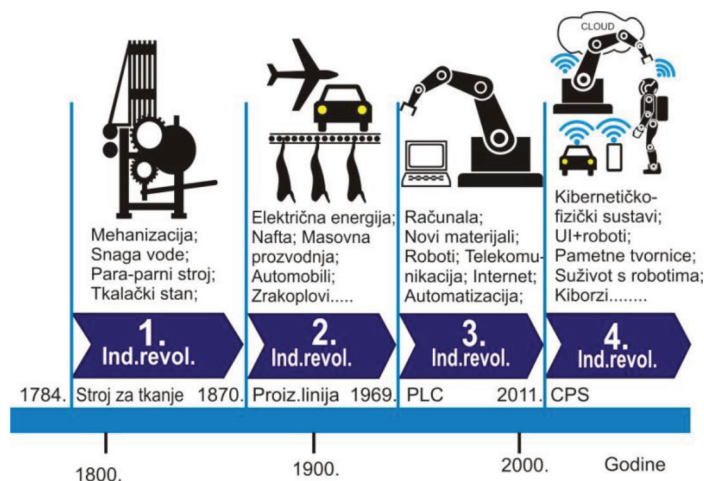 CLOUD
Mehanizacija;
Snaga vode;
Para-parni stroj;
Tkalački stan;
Električna energija;
Nafta; Masovna
prozvodnja;
Automobili;
Zrakoplovi.....
Računala;
Novi materijali;
Roboti; Telekomu-
nikacija; Internet;
Automatizacija;
Kibernetičko-
fizički sustavi;
UI+roboti;
Pametne tvornice;
Suživot s robotima;
Kiborzi........
1.
Ind.revol.
2.
Ind.revol.
3.
Ind.revol.
4.
Ind.revol.
1784. Stroj za tkanje 1870. Proiz.linija 1969. PLC 2011. CPS
1800. 1900. 2000. Godine